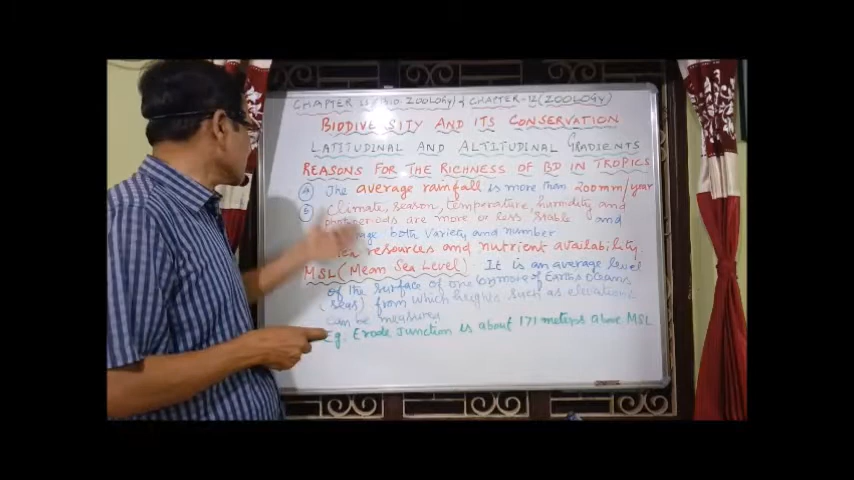 CHAPTER 15 (BIO-ZOOLOGY) & CHAPTER-12 (ZOOLOGY)
BIODIVERSITY AND ITS CONSERVATION
LATITUDINAL AND ALTITUDINAL GRADIENTS
REASONS FOR THE RICHNESS OF BD IN TROPICS
The average rainfall is more than 200mm/year
Climate, season, temperature, humidity and
photoperiods are more or less stable and
both variety and number
resources and nutrient availability
MSL (Mean Sea Level) It is an average level
of the surface of one or more of Earth's Oceans
(seas) from which heights such as elevations
can be measured
Eg. Erode Junction is about 171 meters above MSL